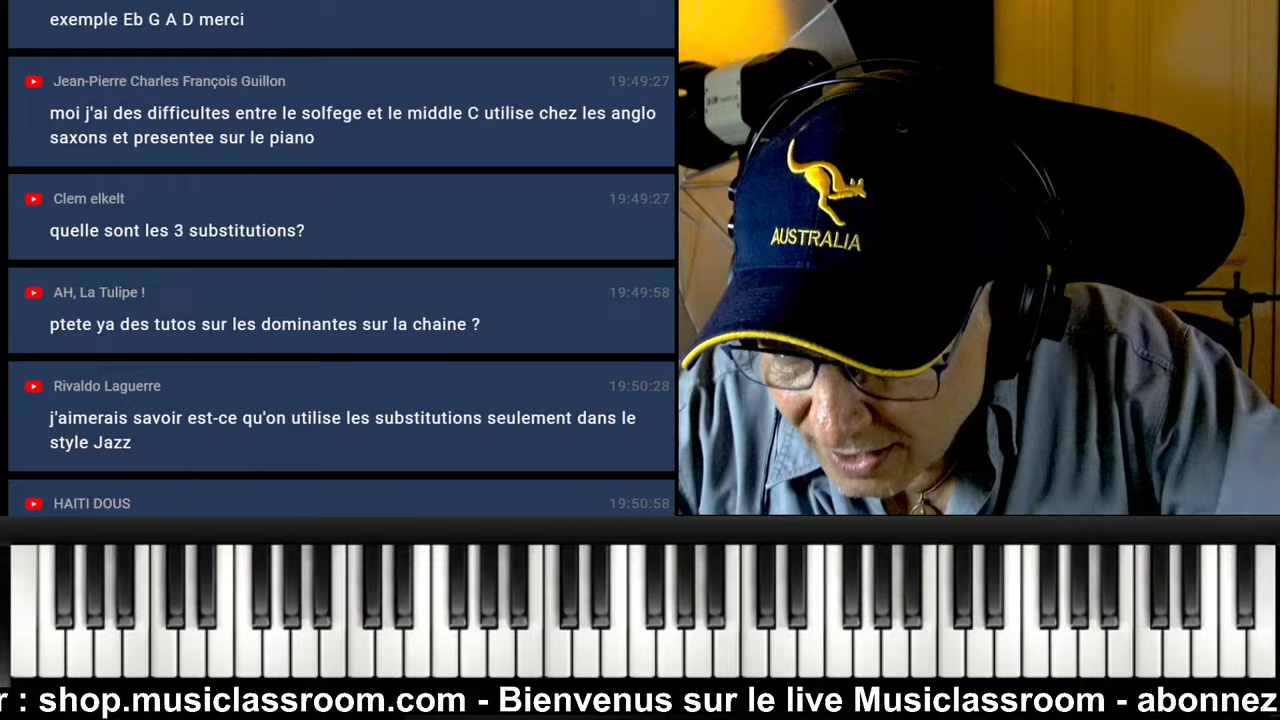 exemple Eb G A D merci
Jean-Pierre Charles François Guillon 19:49:27
moi j'ai des difficultes entre le solfege et le middle C utilise chez les anglo
saxons et presentee sur le piano
Clem elkelt 19:49:27
quelle sont les 3 substitutions?
AH, La Tulipe ! 19:49:58
ptete ya des tutos sur les dominantes sur la chaine ?
Rivaldo Laguerre 19:50:28
j'aimerais savoir est-ce qu'on utilise les substitutions seulement dans le
style Jazz
HAITI DOUS 19:50:58
AUSTRALIA
r : shop.musiclassroom.com - Bienvenus sur le live Musiclassroom - abonnez